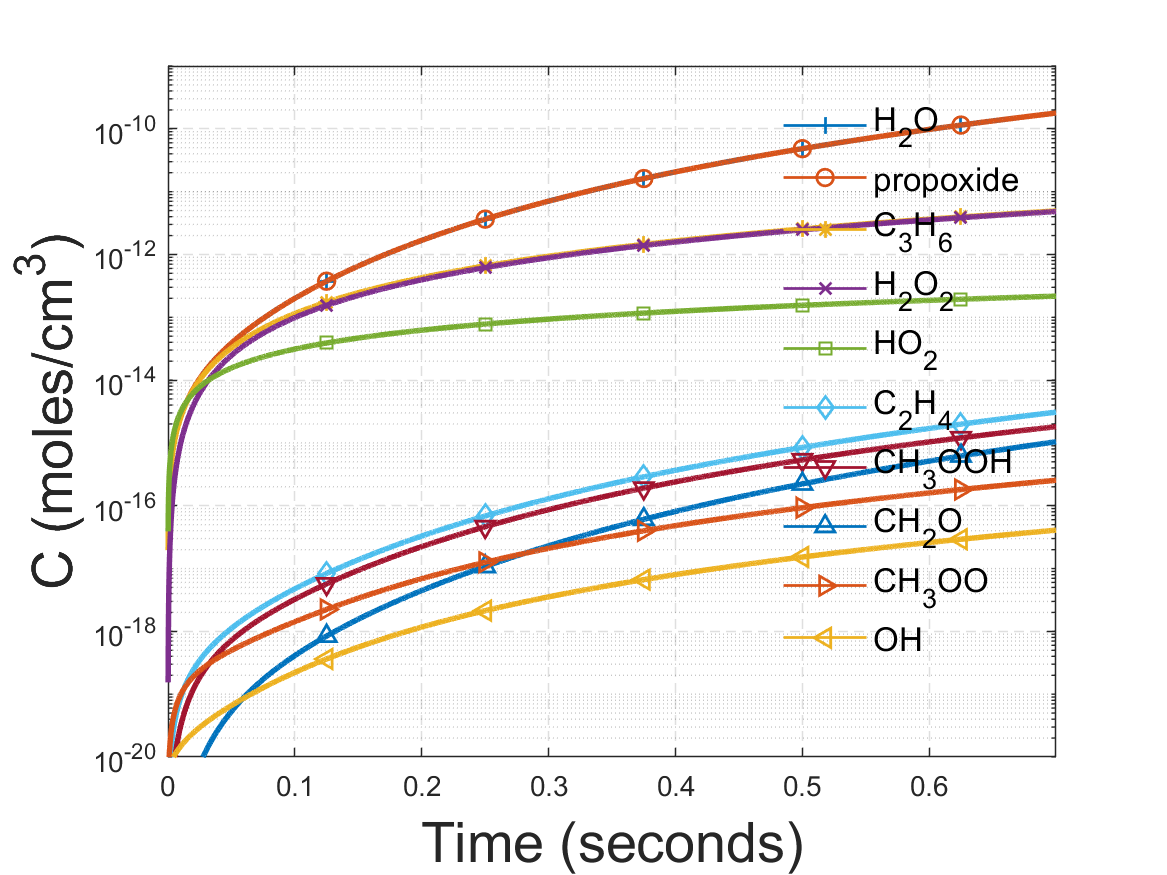 10⁻¹⁰
10⁻¹²
10⁻¹⁴
10⁻¹⁶
10⁻¹⁸
10⁻²⁰
C (moles/cm³)
H₂O
propoxide
C₃H₆
H₂O₂
HO₂
C₂H₄
CH₃OOH
CH₂O
CH₃OO
OH
0 0.1 0.2 0.3 0.4 0.5 0.6
Time (seconds)